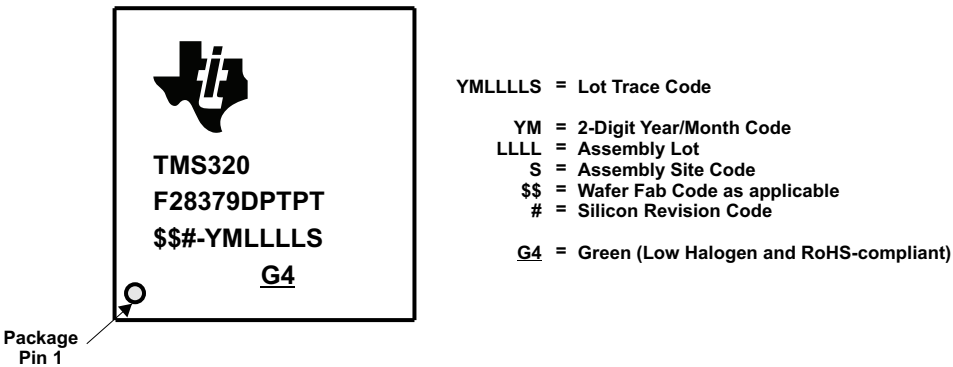 TMS320
F28379DPTPT
$$#-YMLLLLS
G4
Package
Pin 1
YMLLLLS = Lot Trace Code
YM = 2-Digit Year/Month Code
LLLL = Assembly Lot
S = Assembly Site Code
$$ = Wafer Fab Code as applicable
# = Silicon Revision Code
G4 = Green (Low Halogen and RoHS-compliant)